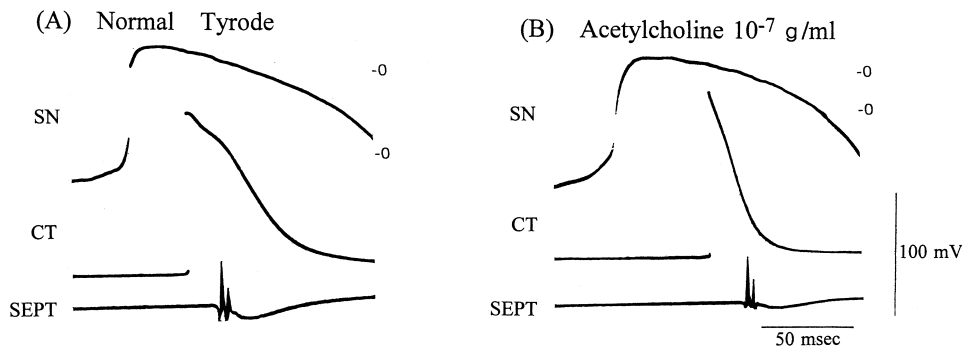 (A) Normal Tyrode
(B) Acetylcholine 10-7 g/ml
-0
SN
-0
CT
SEPT
-0
-0
SN
CT
100 mV
SEPT
50 msec